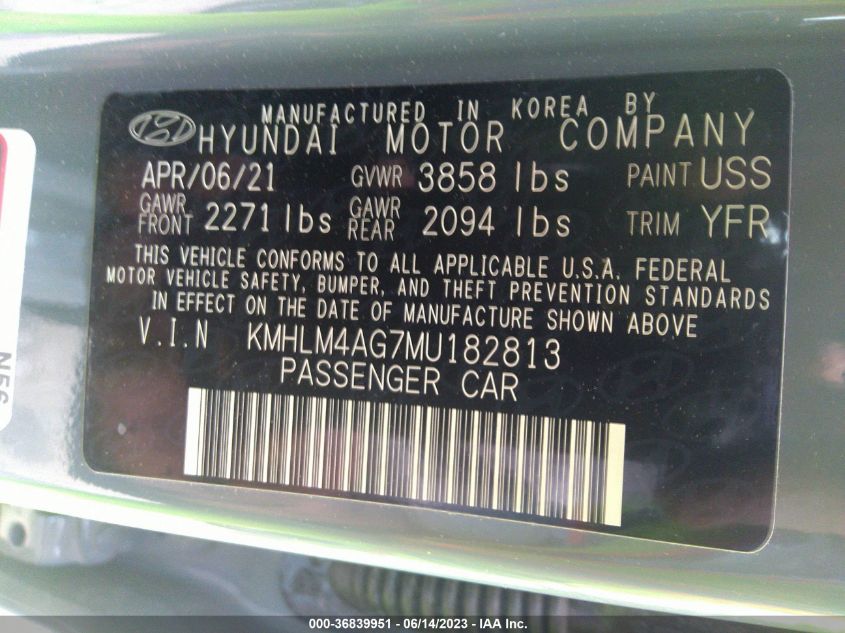 MANUFACTURED IN KOREA BY
HYUNDAI MOTOR COMPANY
APR/06/21 GVWR 3858 lbs PAINT USS
GAWR FRONT 2271 lbs GAWR REAR 2094 lbs TRIM YFR
THIS VEHICLE CONFORMS TO ALL APPLICABLE U.S.A. FEDERAL
MOTOR VEHICLE SAFETY, BUMPER, AND THEFT PREVENTION STANDARDS
IN EFFECT ON THE DATE OF MANUFACTURE SHOWN ABOVE
V.I.N KMHLM4AG7MU182813
PASSENGER CAR
000-36839951 - 06/14/2023 - IAA Inc.